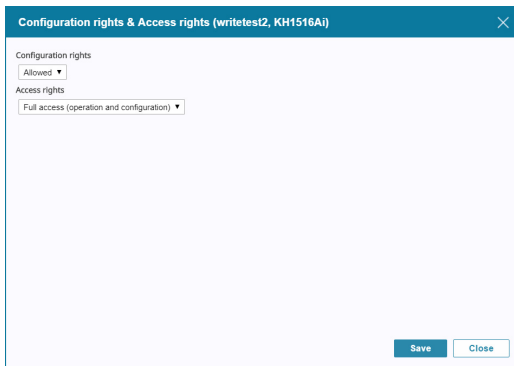 Configuration rights & Access rights (writetest2, KH1516Ai)
Configuration rights
Allowed
Access rights
Full access (operation and configuration)
Save Close